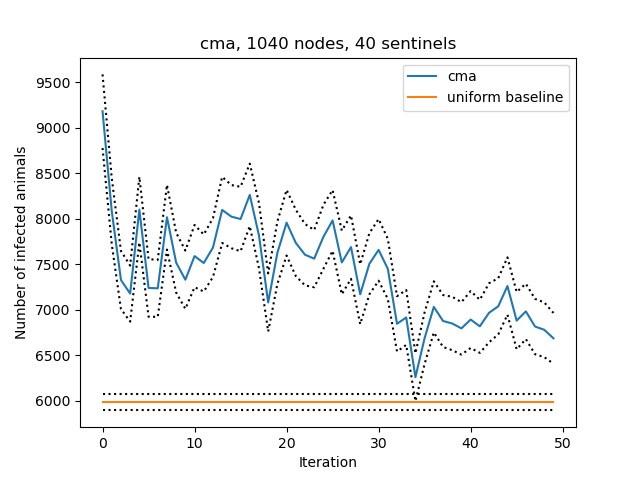 cma, 1040 nodes, 40 sentinels
cma
uniform baseline
Number of infected animals
9500
9000
8500
8000
7500
7000
6500
6000
0 10 20 30 40 50
Iteration